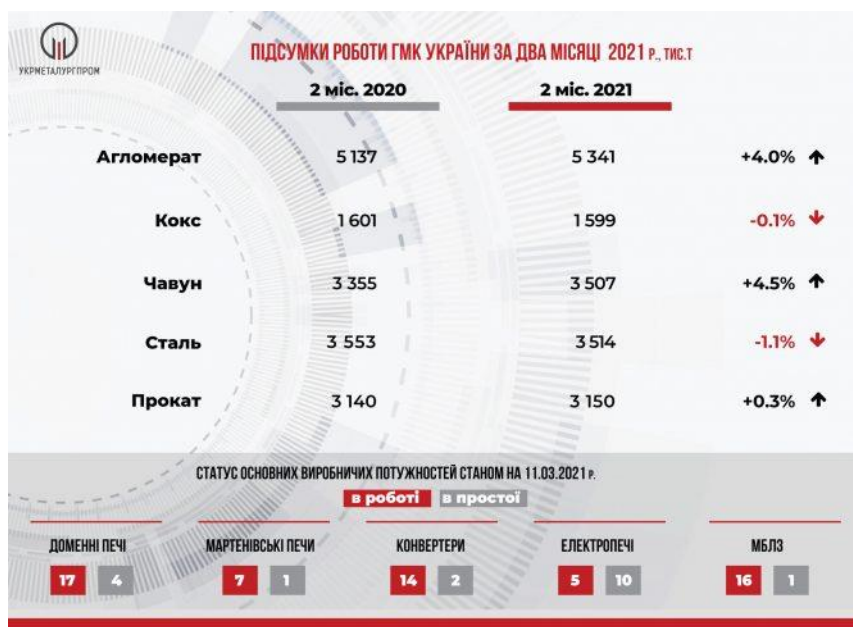 УКРМЕТАЛУРГПРОМ
ПІДСУМКИ РОБОТИ ГМК УКРАЇНИ ЗА ДВА МІСЯЦІ 2021 Р., ТИС.Т
2 міс. 2020 2 міс. 2021
Агломерат 5 137 5 341 +4.0%
Кокс 1 601 1 599 -0.1%
Чавун 3 355 3 507 +4.5%
Сталь 3 553 3 514 -1.1%
Прокат 3 140 3 150 +0.3%
СТАТУС ОСНОВНИХ ВИРОБНИЧИХ ПОТУЖНОСТЕЙ СТАНОМ НА 11.03.2021 Р.
в роботі в простої
ДОМЕННІ ПЕЧІ МАРТЕНІВСЬКІ ПЕЧИ КОНВЕРТЕРИ ЕЛЕКТРОПЕЧІ МБЛЗ
17 4 7 1 14 2 5 10 16 1